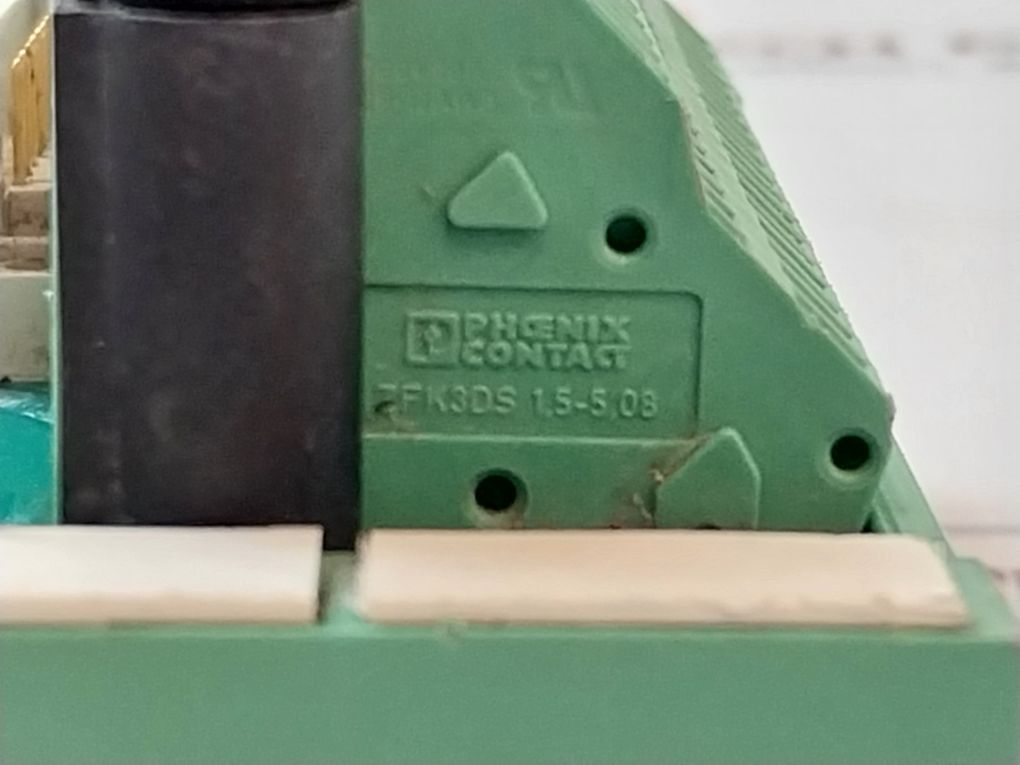 PHŒNIX
CONTACT
ZFK3DS 1,5-5,08